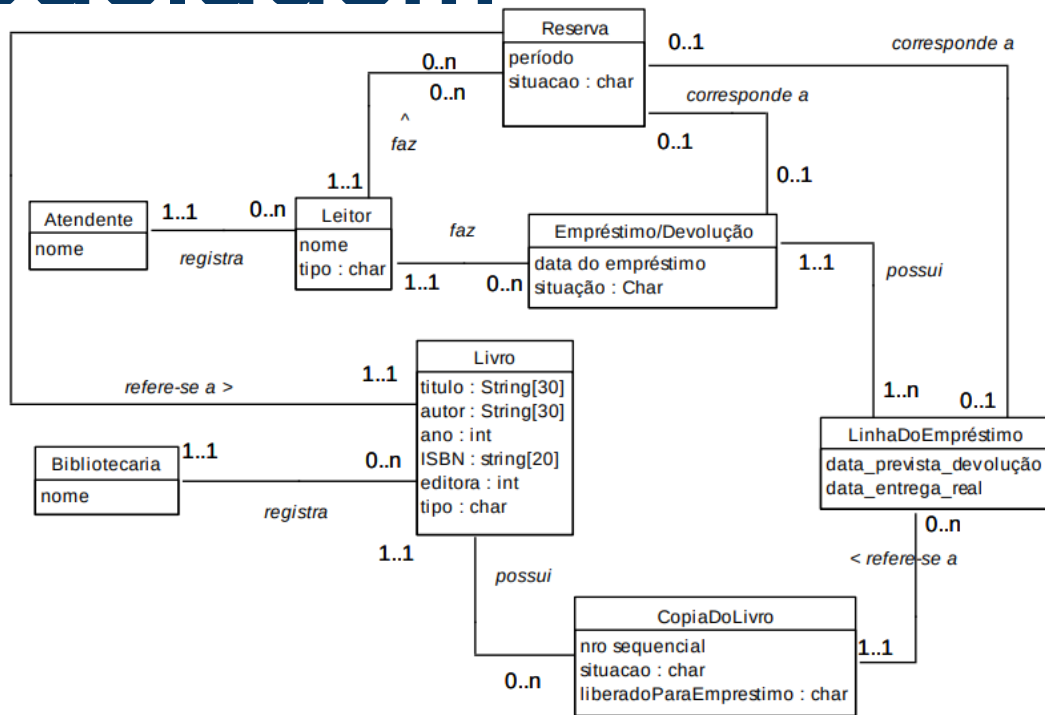 Reserva
período
situacao : char
0..1
corresponde a
0..n
0..n
corresponde a
^
faz
0..1
0..1
1..1
Atendente
nome
1..1
0..n
registra
Leitor
nome
tipo : char
faz
1..1
0..n
Empréstimo/Devolução
data do empréstimo
situação : Char
1..1
possui
refere-se a >
1..1
Livro
titulo : String[30]
autor : String[30]
ano : int
ISBN : string[20]
editora : int
tipo : char
1..n
0..1
LinhaDoEmpréstimo
data_prevista_devolução
data_entrega_real
Bibliotecaria
nome
1..1
0..n
registra
1..1
possui
0..n
0..n
< refere-se a
CopiaDoLivro
nro sequencial
situacao : char
liberadoParaEmprestimo : char
1..1